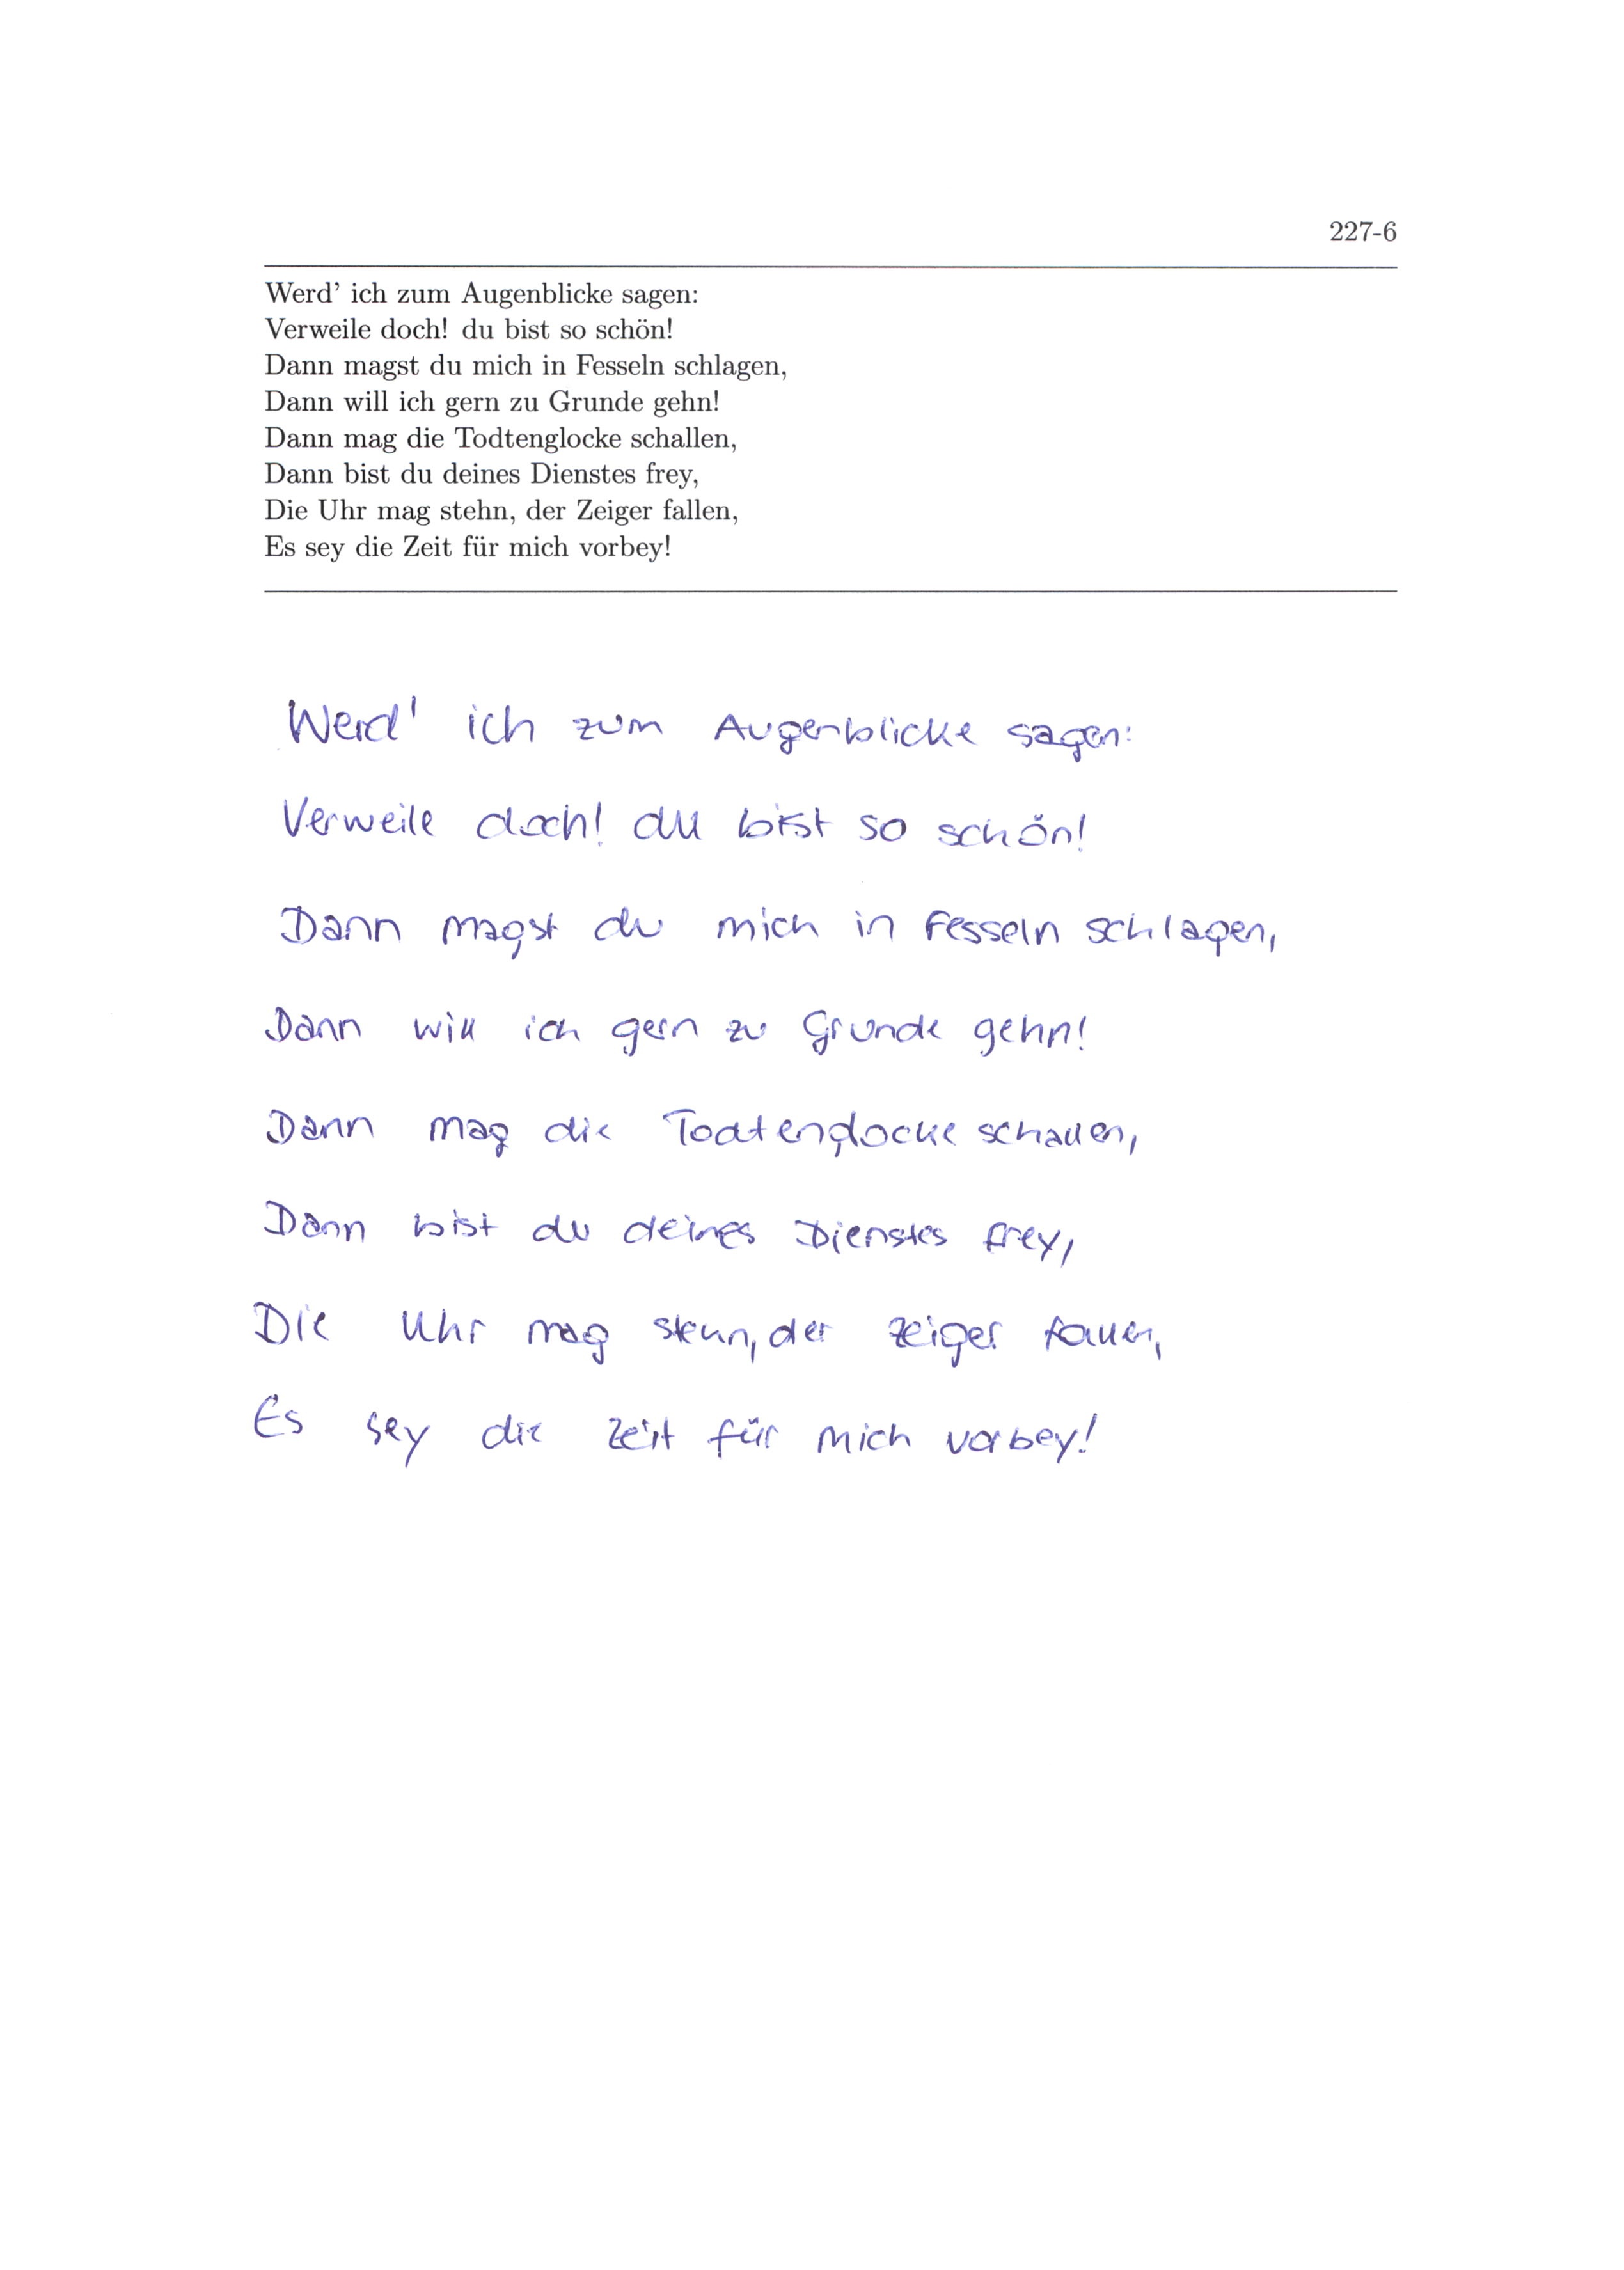 227-6
Werd' ich zum Augenblicke sagen:
Verweile doch! du bist so schön!
Dann magst du mich in Fesseln schlagen,
Dann will ich gern zu Grunde gehn!
Dann mag die Todtenglocke schallen,
Dann bist du deines Dienstes frey,
Die Uhr mag stehn, der Zeiger fallen,
Es sey die Zeit für mich vorbey!
Werd' ich zum Augenblicke sagen:
Verweile doch! du bist so schön!
Dann magst du mich in Fesseln schlagen,
Dann will ich gern zu Grunde gehn!
Dann mag die Todtenglocke schallen,
Dann bist du deines Dienstes frey,
Die Uhr mag stehn, der Zeiger fallen,
Es sey die Zeit für mich vorbey!